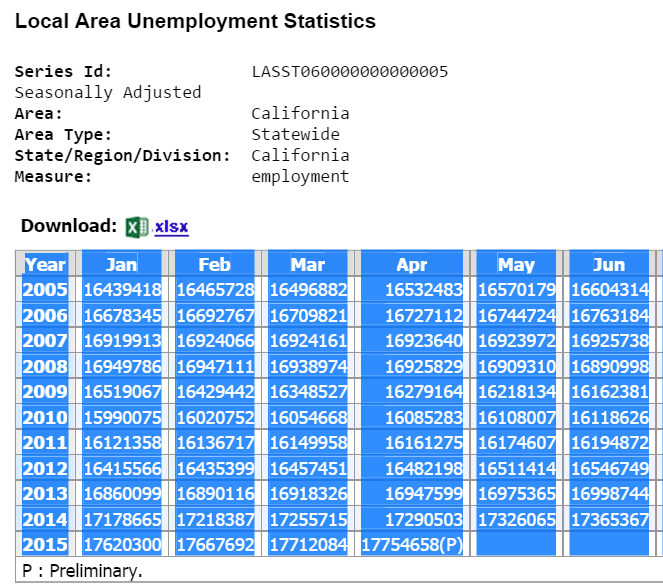 Local Area Unemployment Statistics
Series Id: LASST060000000000005
Seasonally Adjusted
Area: California
Area Type: Statewide
State/Region/Division: California
Measure: employment
Download: .xlsx
Year Jan Feb Mar Apr May Jun
2005 16439418 16465728 16496882 16532483 16570179 16604314
2006 16678345 16692767 16709821 16727112 16744724 16763184
2007 16919913 16924066 16924161 16923640 16923972 16925738
2008 16949786 16947111 16938974 16925829 16909310 16890998
2009 16519067 16429442 16348527 16279164 16218134 16162381
2010 15990075 16020752 16054668 16085283 16108007 16118626
2011 16121358 16136717 16149958 16161275 16174607 16194872
2012 16415566 16435399 16457451 16482198 16511414 16546749
2013 16860099 16890116 16918326 16947599 16975365 16998744
2014 17178665 17218387 17255715 17290503 17326065 17365367
2015 17620300 17667692 17712084 17754658(P)
P : Preliminary.